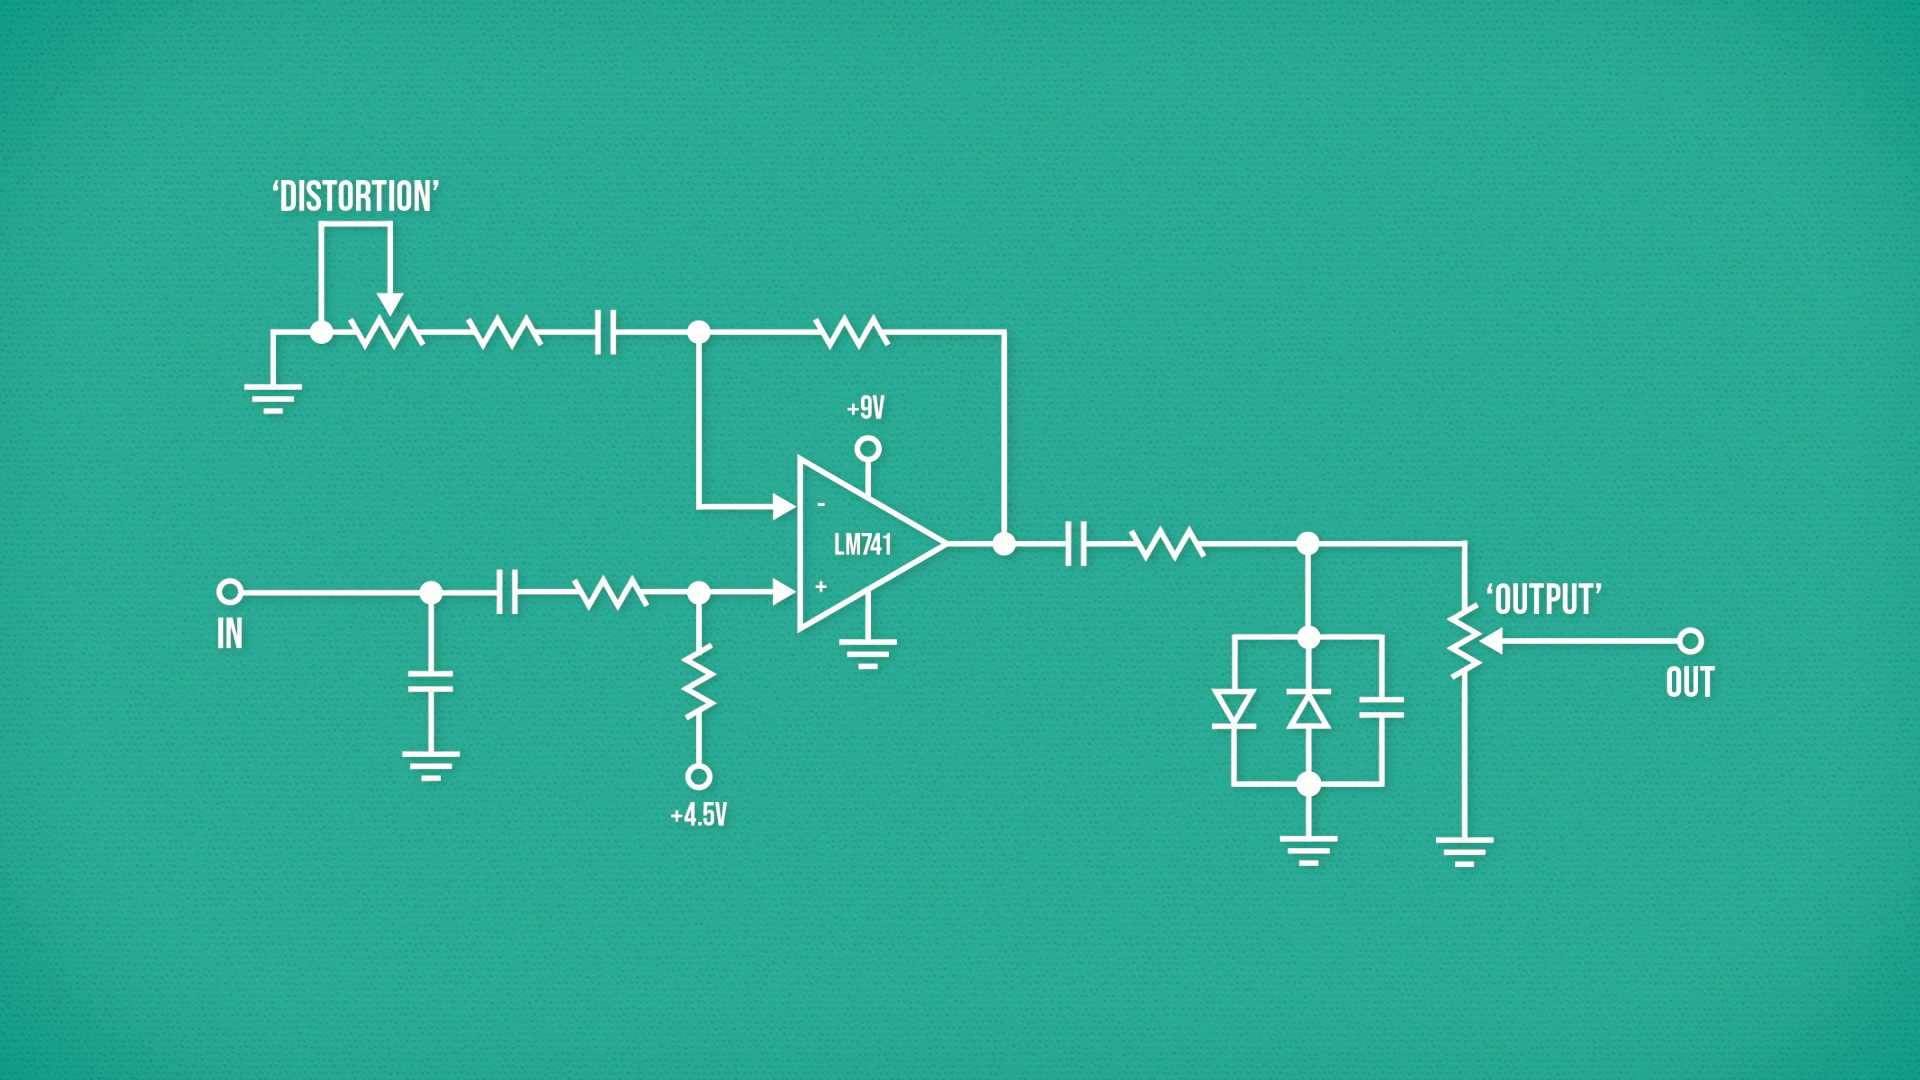 ‘DISTORTION’
+9V
-
LM741
+
IN
‘OUTPUT’
OUT
+4.5V